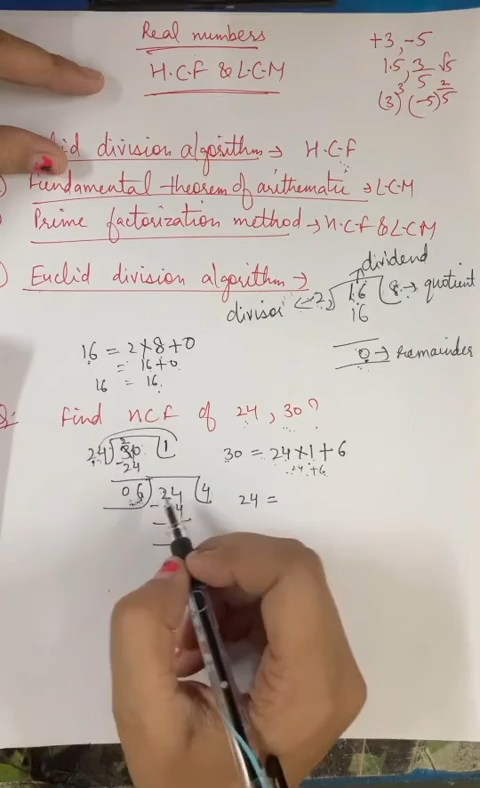 Real numbers
H.C.F & L.C.M
+3, -5
1.5, 3/5 √5
(3)³ (-5)^2/5
division algorithm → H.C.F
Fundamental theorem of arithematic → L.C.M
Prime factorization method → H.C.F & L.C.M
Euclid division algorithm →
dividend
divisor ← 2) 16 ( 8 → quotient
16
0 → remainder
16 = 2×8+0
= 16+0
16 = 16
Q: Find HCF of 24, 30?
24) 30 ( 1
-24
06) 24 ( 4
30 = 24×1+6
24+6
24 =